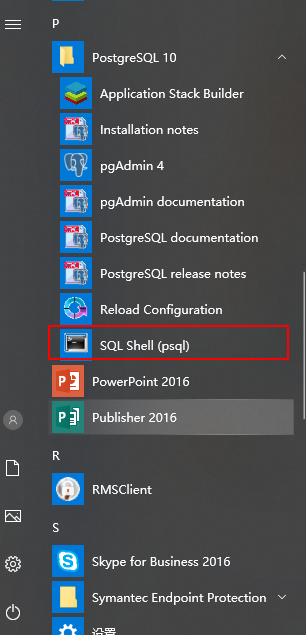 P
PostgreSQL 10
Application Stack Builder
Installation notes
pgAdmin 4
pgAdmin documentation
PostgreSQL documentation
PostgreSQL release notes
Reload Configuration
SQL Shell (psql)
PowerPoint 2016
Publisher 2016
R
RMSClient
S
Skype for Business 2016
Symantec Endpoint Protection
设置